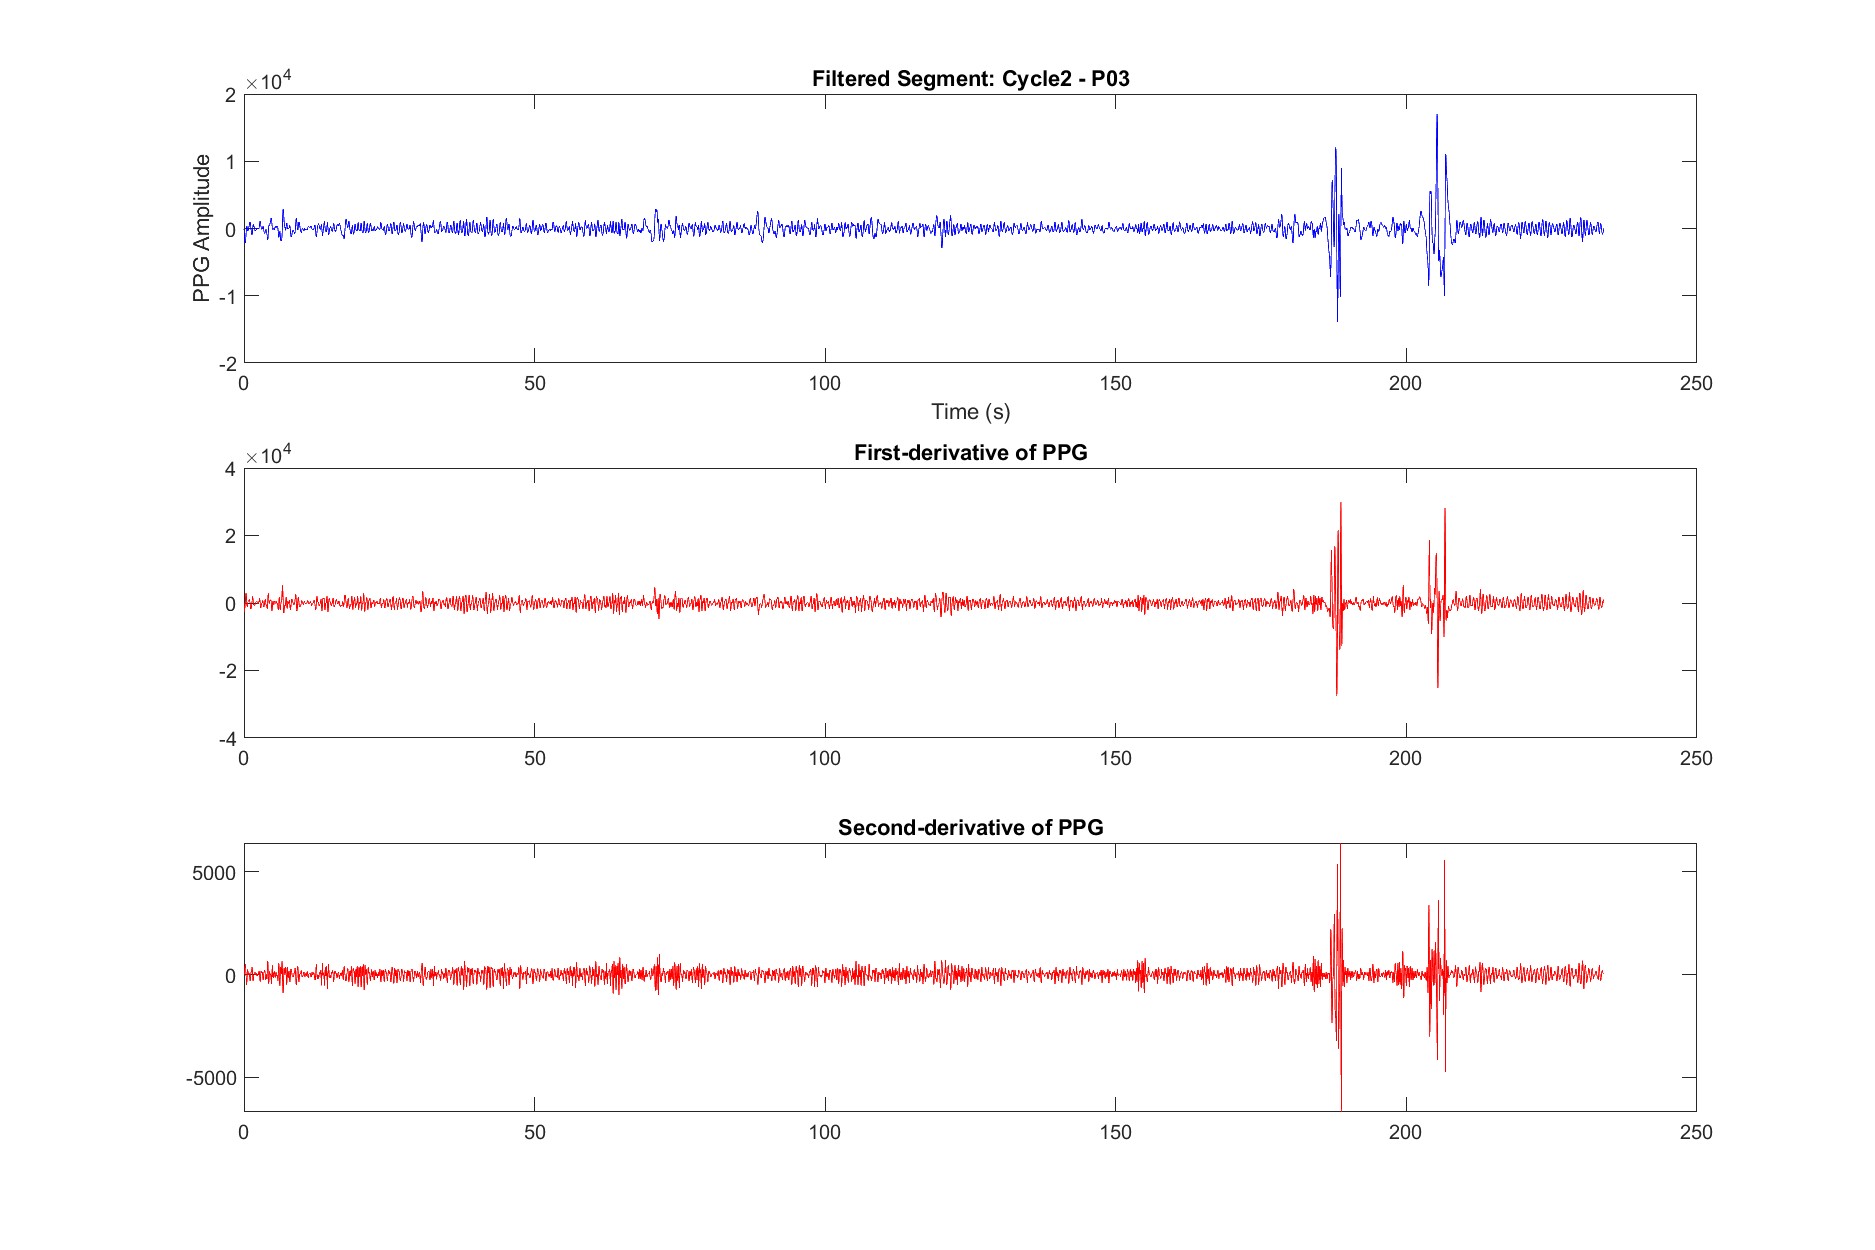 Filtered Segment: Cycle2 - P03
×10^4
2
1
0
-1
-2
PPG Amplitude
0 50 100 150 200 250
Time (s)
First-derivative of PPG
×10^4
4
2
0
-2
-4
0 50 100 150 200 250
Second-derivative of PPG
5000
0
-5000
0 50 100 150 200 250